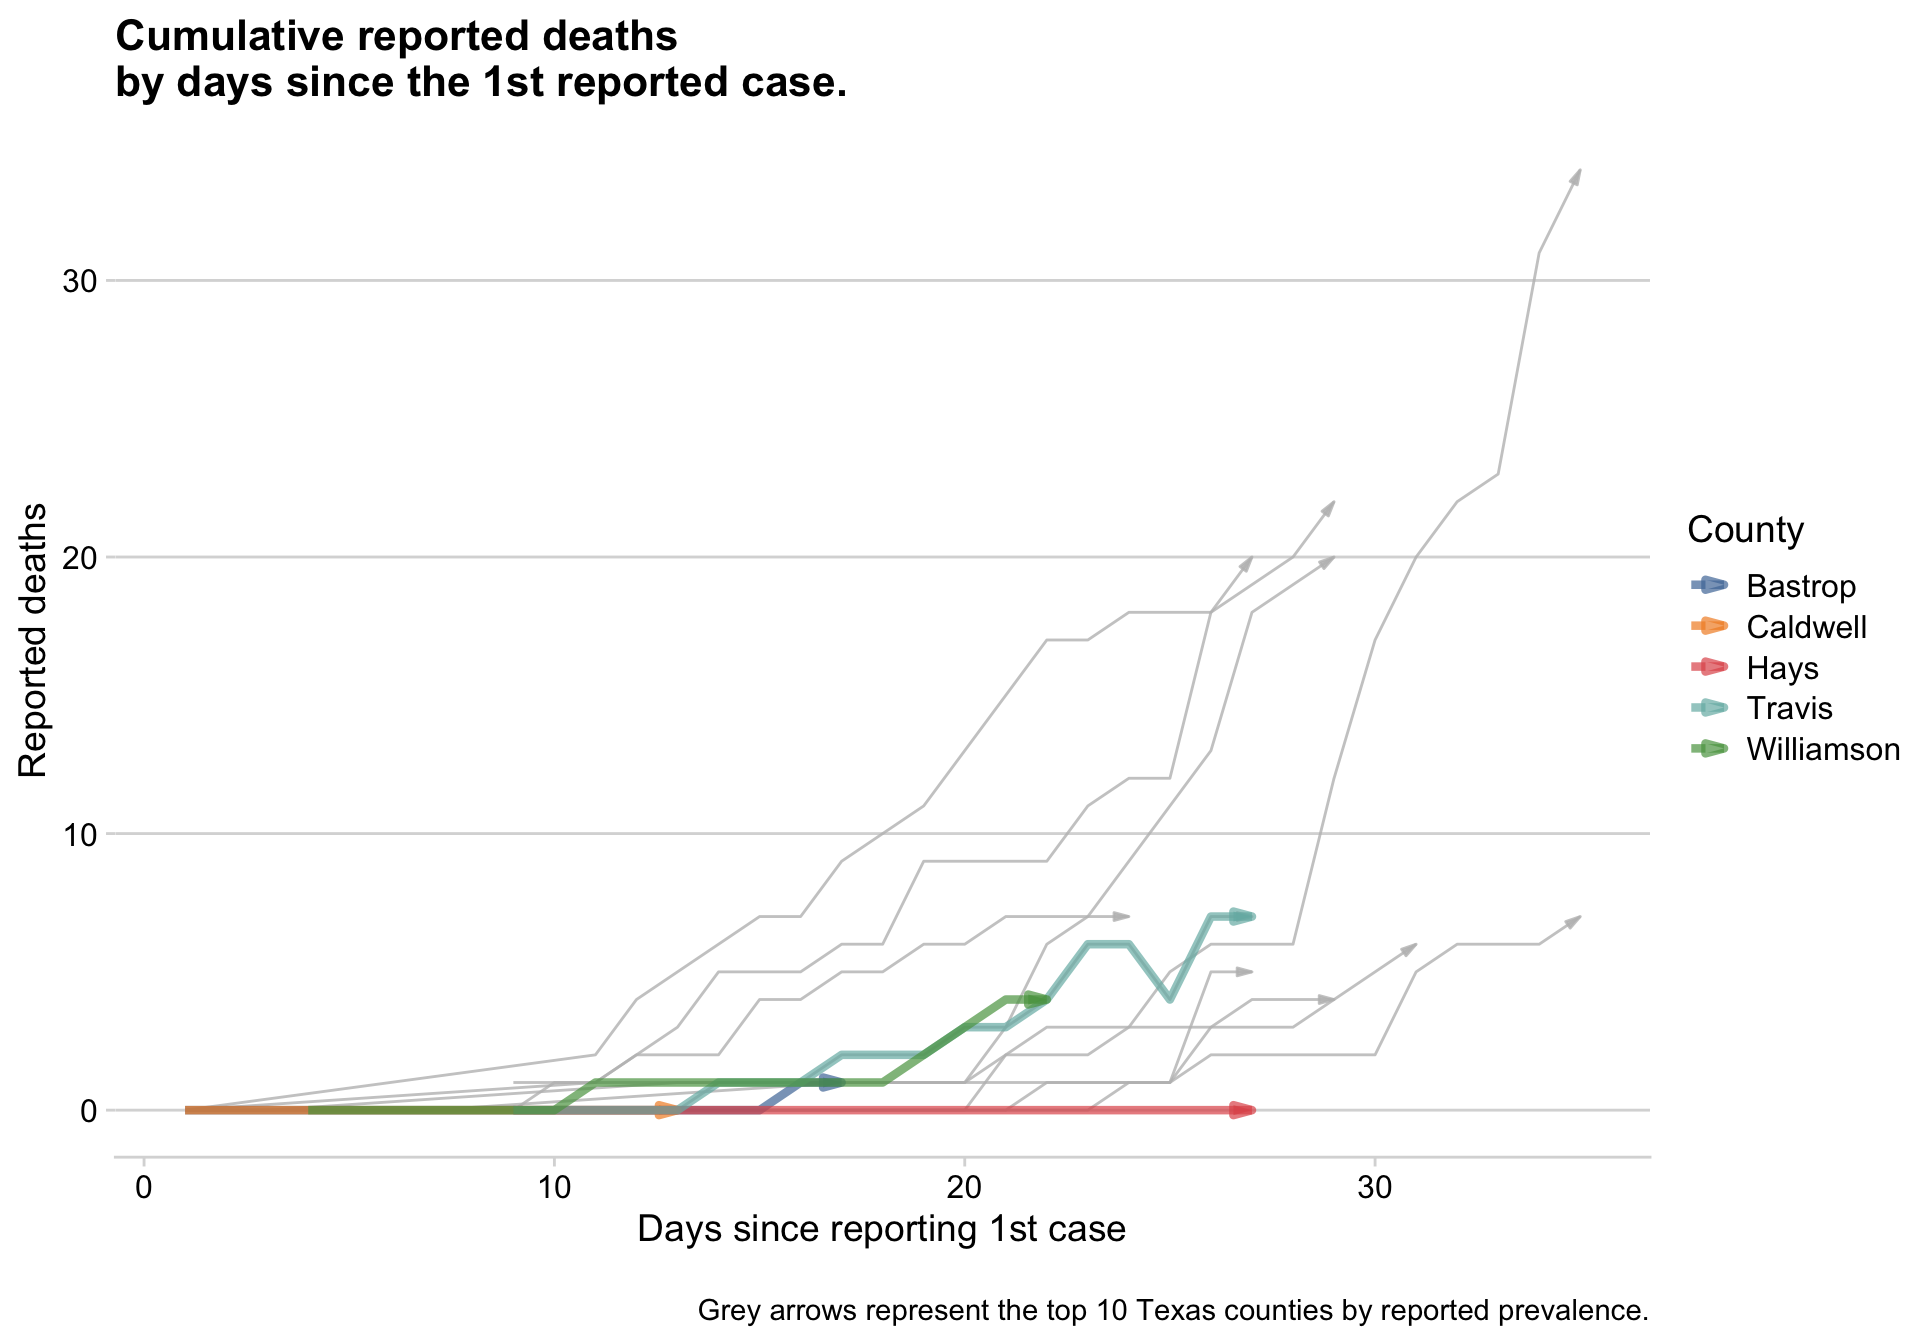 Cumulative reported deaths
by days since the 1st reported case.
Reported deaths
30
20
10
0
0 10 20 30
Days since reporting 1st case
County
Bastrop
Caldwell
Hays
Travis
Williamson
Grey arrows represent the top 10 Texas counties by reported prevalence.